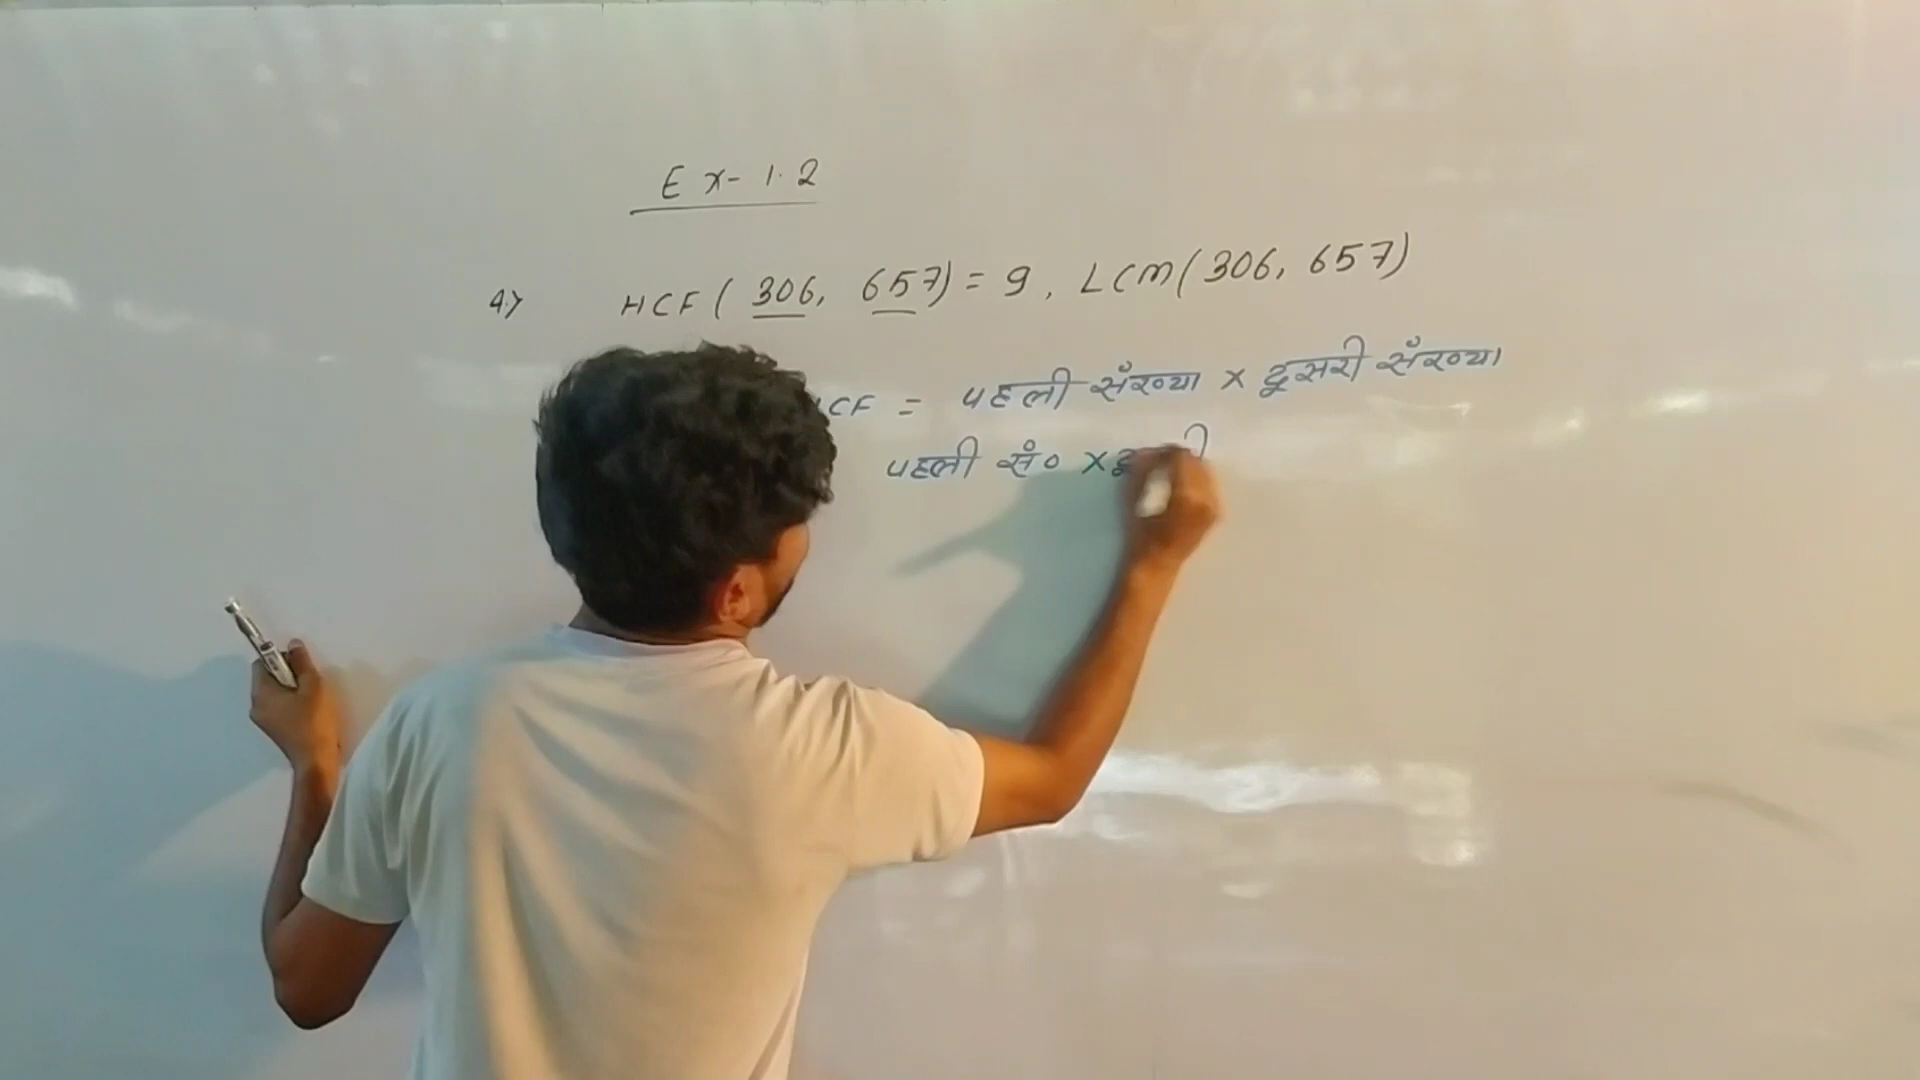 Ex- 1.2
4.> HCF ( 306, 657) = 9, LCM(306, 657)
CF = पहली संख्या x दूसरी संख्या
पहली सं० x